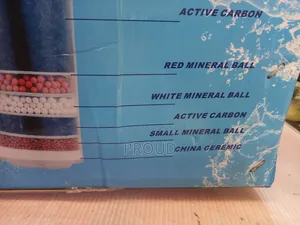 ACTIVE CARBON
RED MINERAL BALL
WHITE MINERAL BALL
ACTIVE CARBON
SMALL MINERAL BALL
PROUD
CHINA CEREMIC